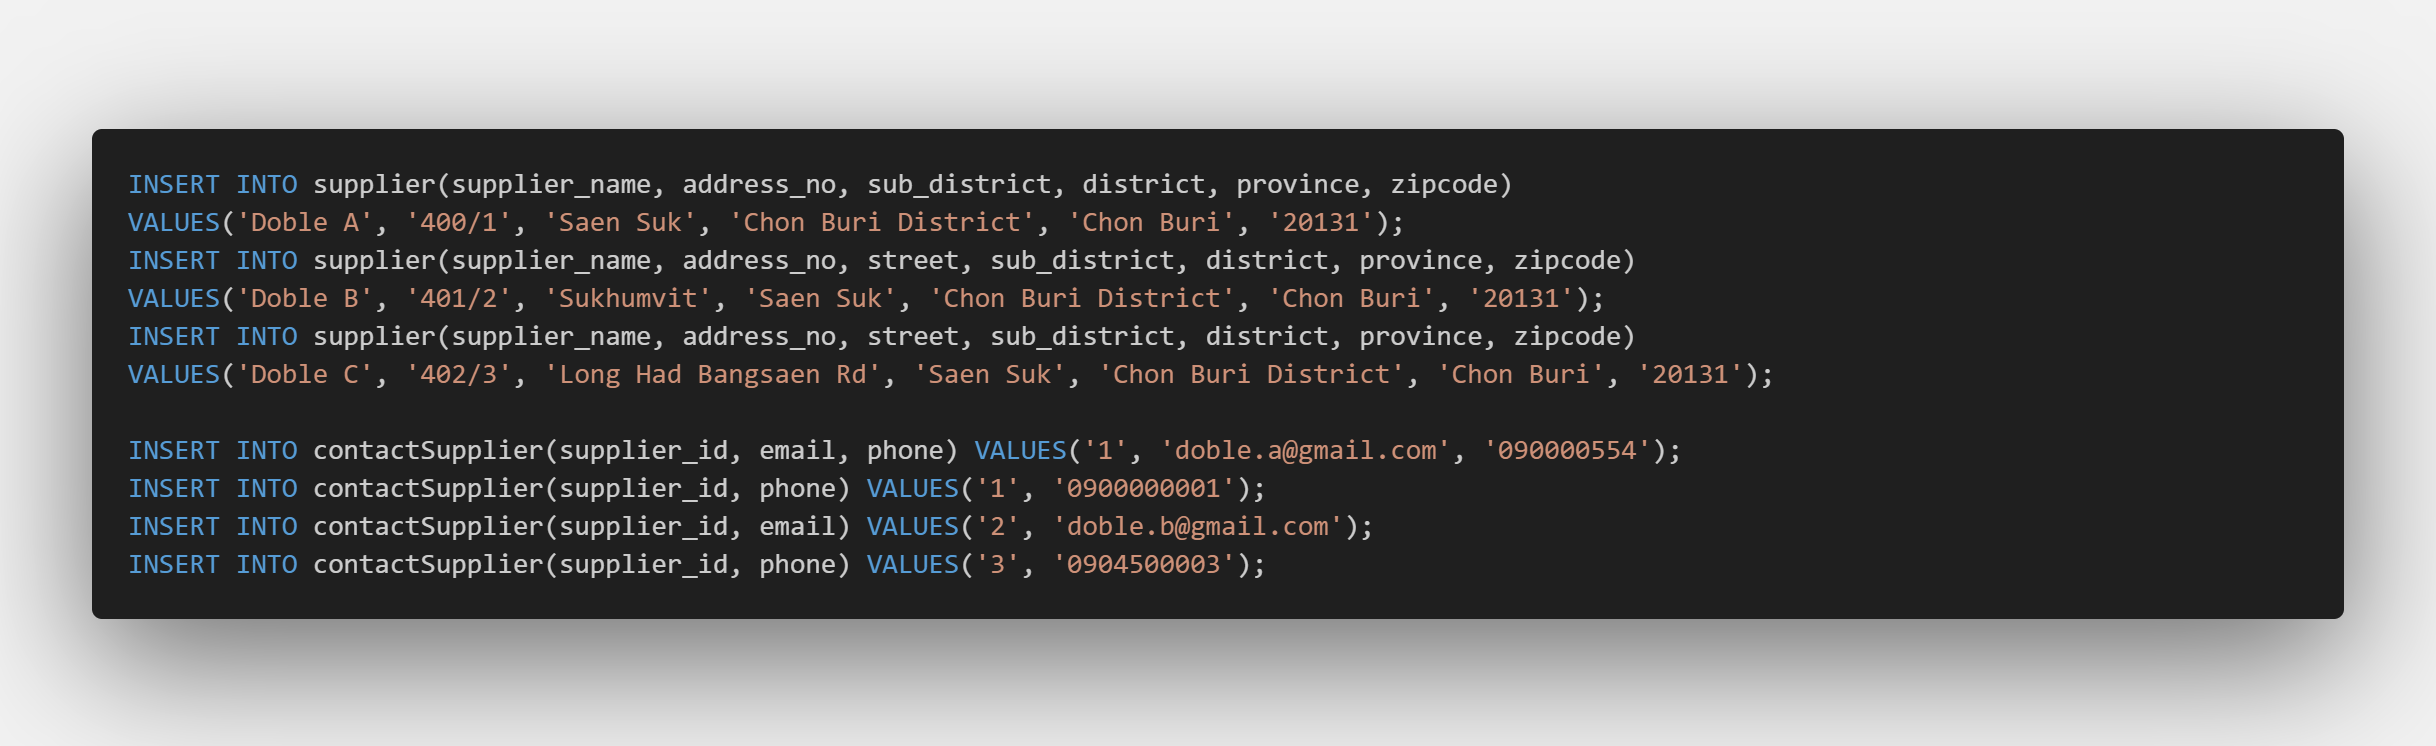 INSERT INTO supplier(supplier_name, address_no, sub_district, district, province, zipcode)
VALUES('Doble A', '400/1', 'Saen Suk', 'Chon Buri District', 'Chon Buri', '20131');
INSERT INTO supplier(supplier_name, address_no, street, sub_district, district, province, zipcode)
VALUES('Doble B', '401/2', 'Sukhumvit', 'Saen Suk', 'Chon Buri District', 'Chon Buri', '20131');
INSERT INTO supplier(supplier_name, address_no, street, sub_district, district, province, zipcode)
VALUES('Doble C', '402/3', 'Long Had Bangsaen Rd', 'Saen Suk', 'Chon Buri District', 'Chon Buri', '20131');

INSERT INTO contactSupplier(supplier_id, email, phone) VALUES('1', 'doble.a@gmail.com', '090000554');
INSERT INTO contactSupplier(supplier_id, phone) VALUES('1', '0900000001');
INSERT INTO contactSupplier(supplier_id, email) VALUES('2', 'doble.b@gmail.com');
INSERT INTO contactSupplier(supplier_id, phone) VALUES('3', '0904500003');